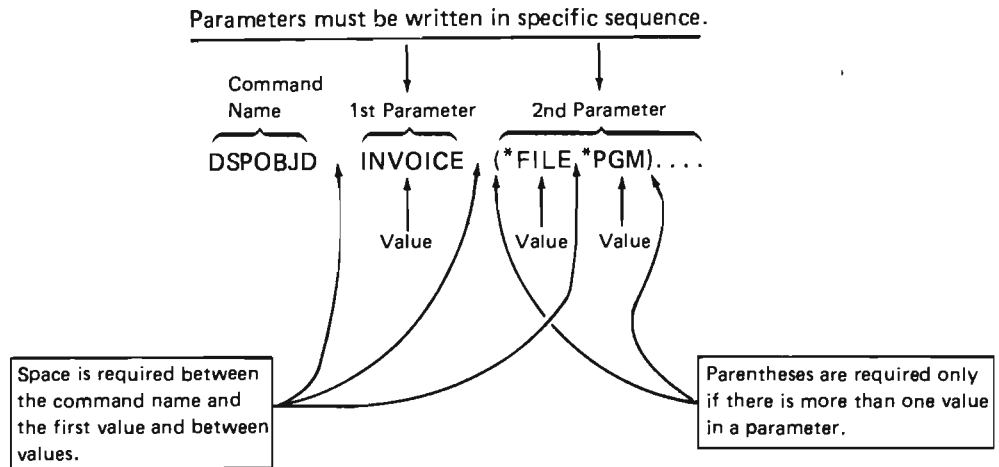 Parameters must be written in specific sequence.
Command
Name
1st Parameter
2nd Parameter
DSPOBJD INVOICE (*FILE *PGM)....
Value
Value
Value
Space is required between
the command name and
the first value and between
values.
Parentheses are required only
if there is more than one value
in a parameter.